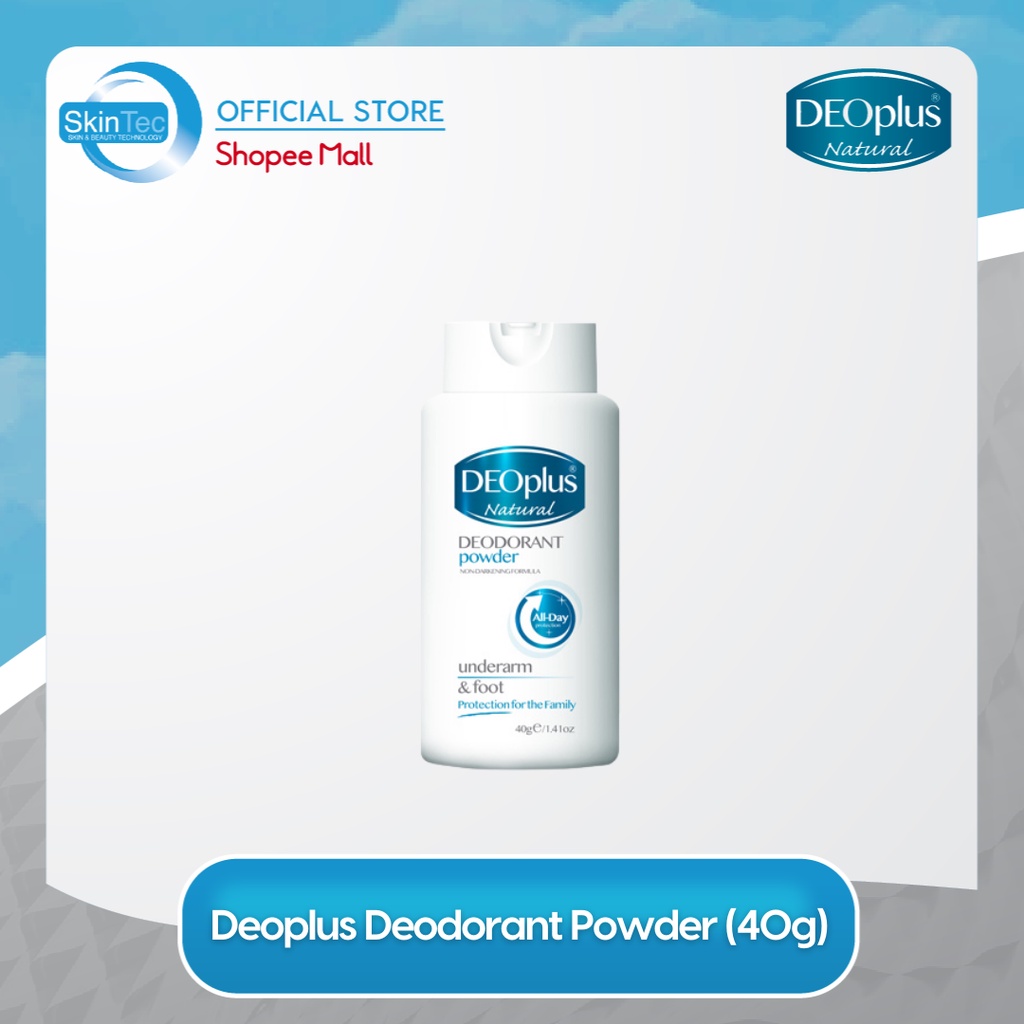 SkinTec
SKIN & BEAUTY TECHNOLOGY
OFFICIAL STORE
Shopee Mall
DEOplus®
Natural
DEOplus®
Natural
DEODORANT
powder
NON-DARKENING FORMULA
All-Day
protection
underarm
& foot
Protection for the Family
40g℮/1.41oz
Deoplus Deodorant Powder (40g)